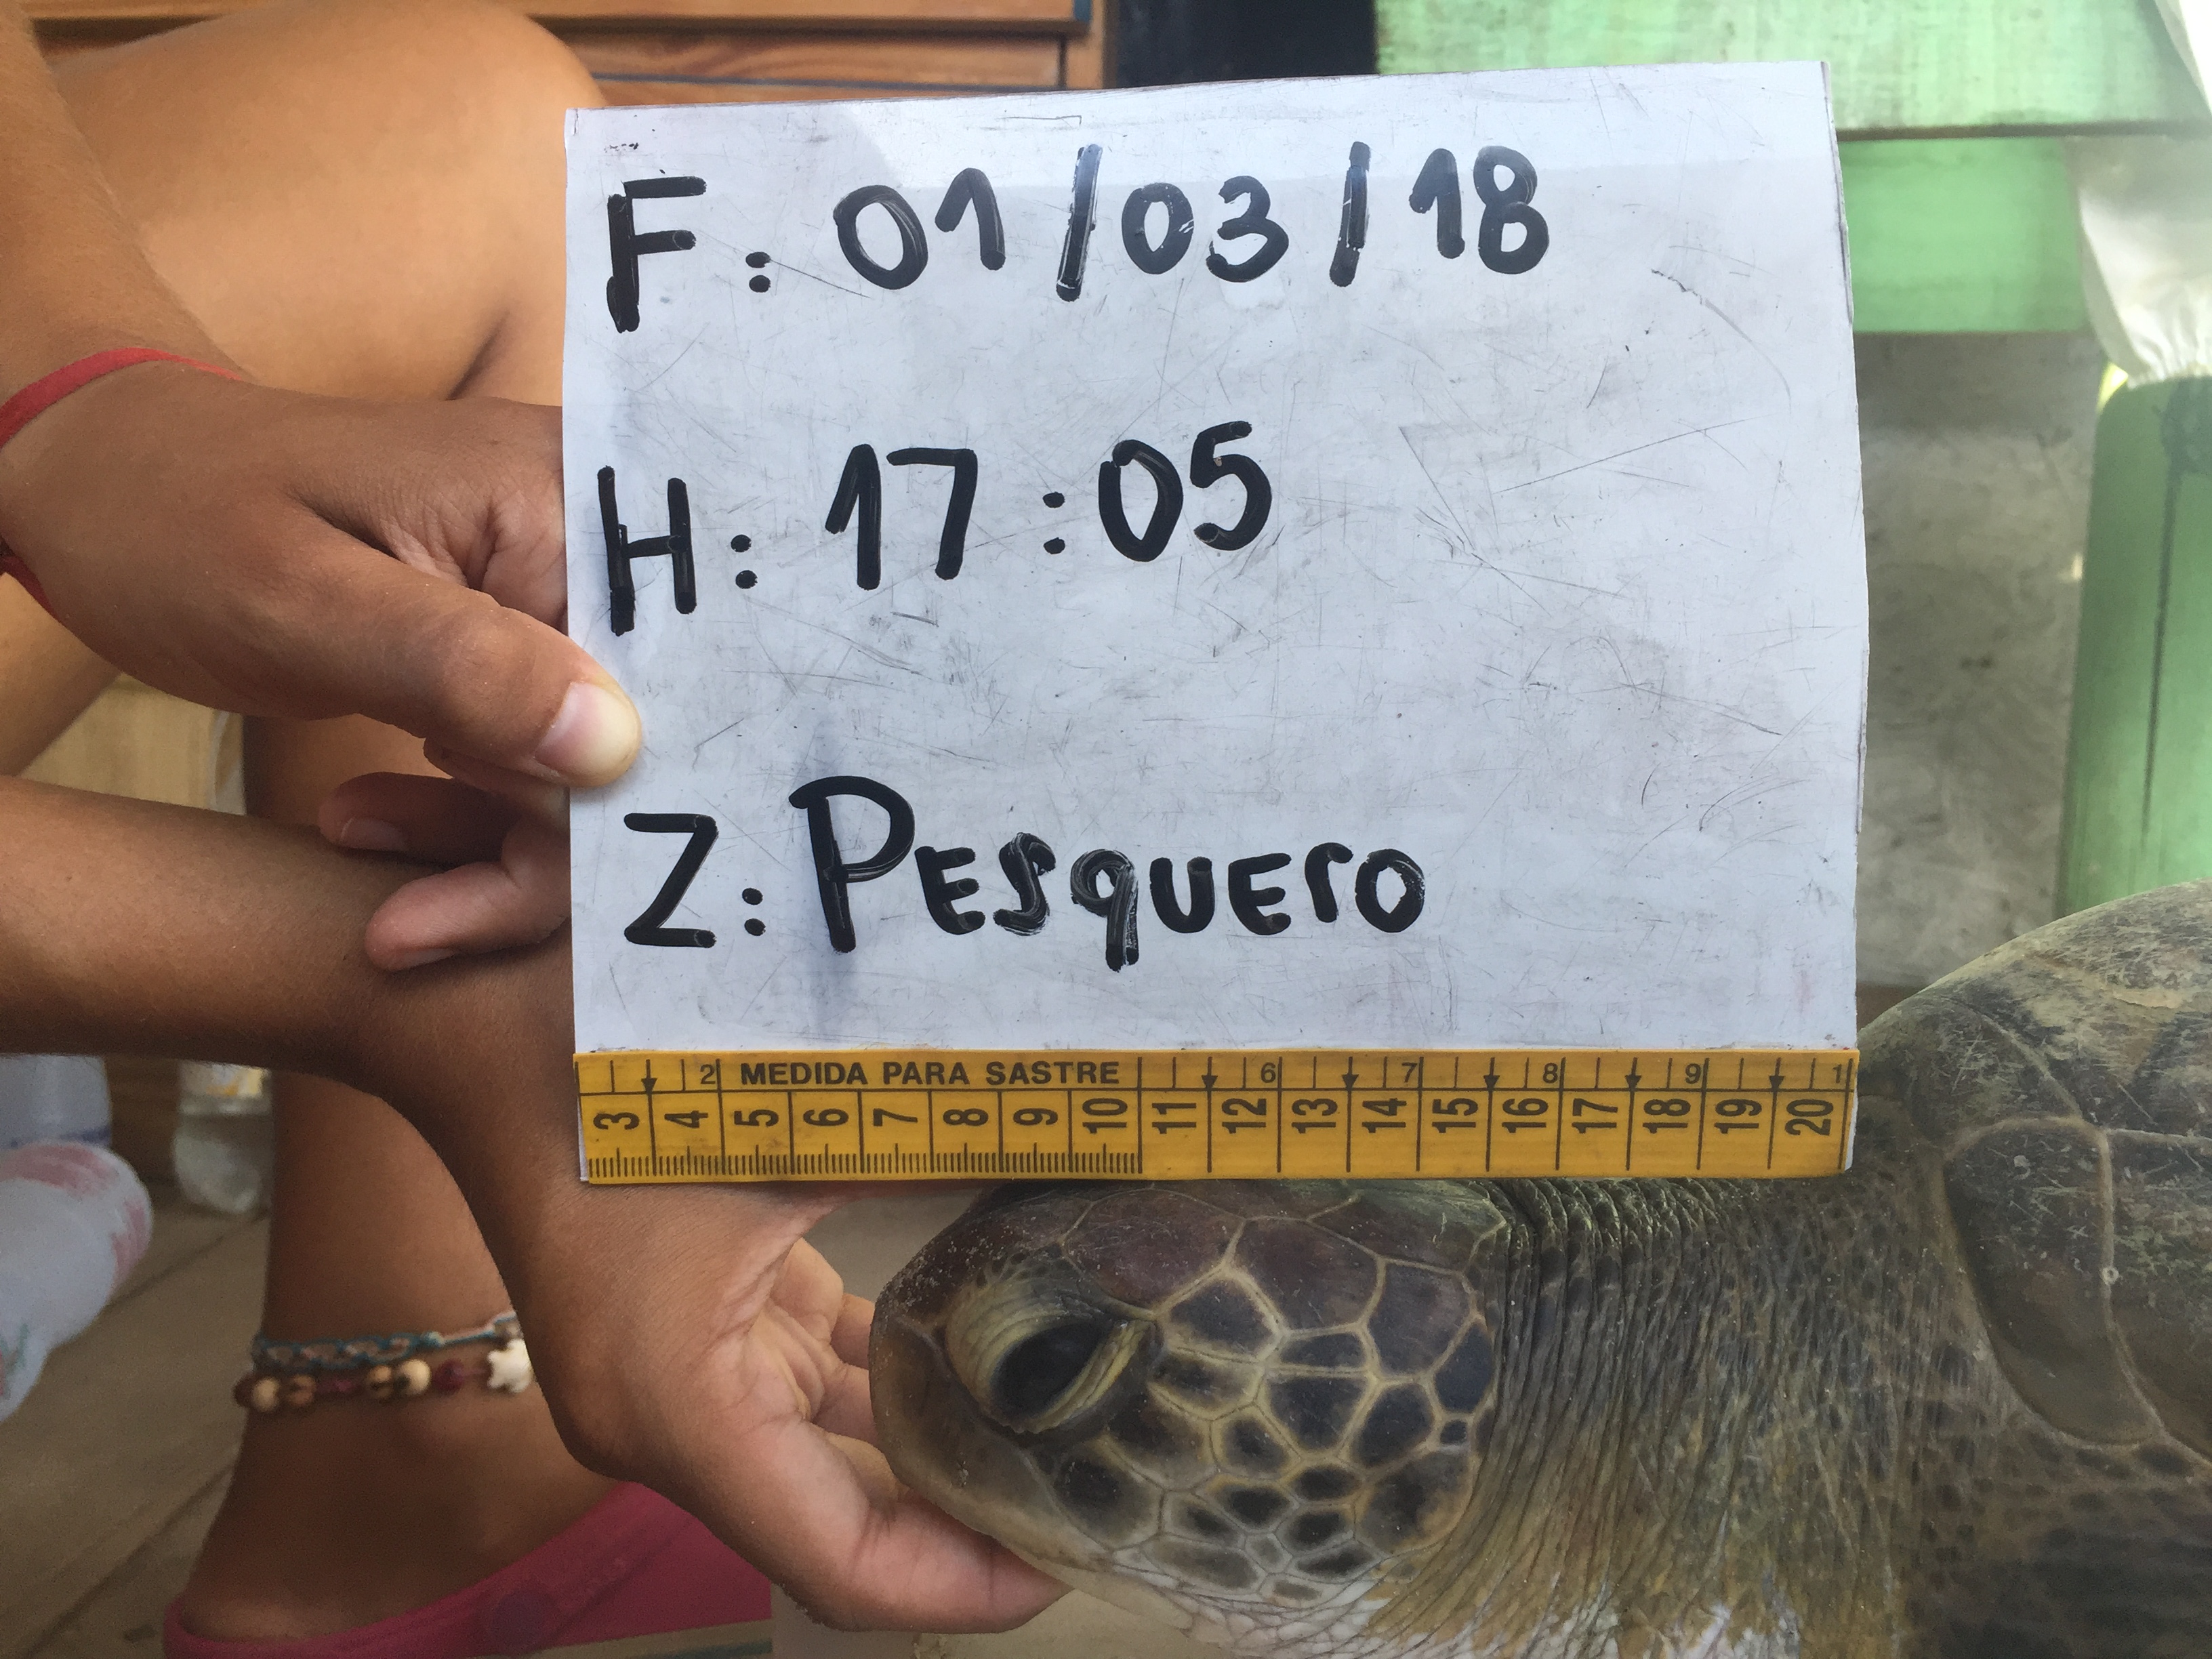 F: 01/03/18
H: 17:05
Z: PESqUErO
2 MEDIDA PARA SASTRE 6 7 8 9 1
3 4 5 6 7 8 9 10 11 12 13 14 15 16 17 18 19 20